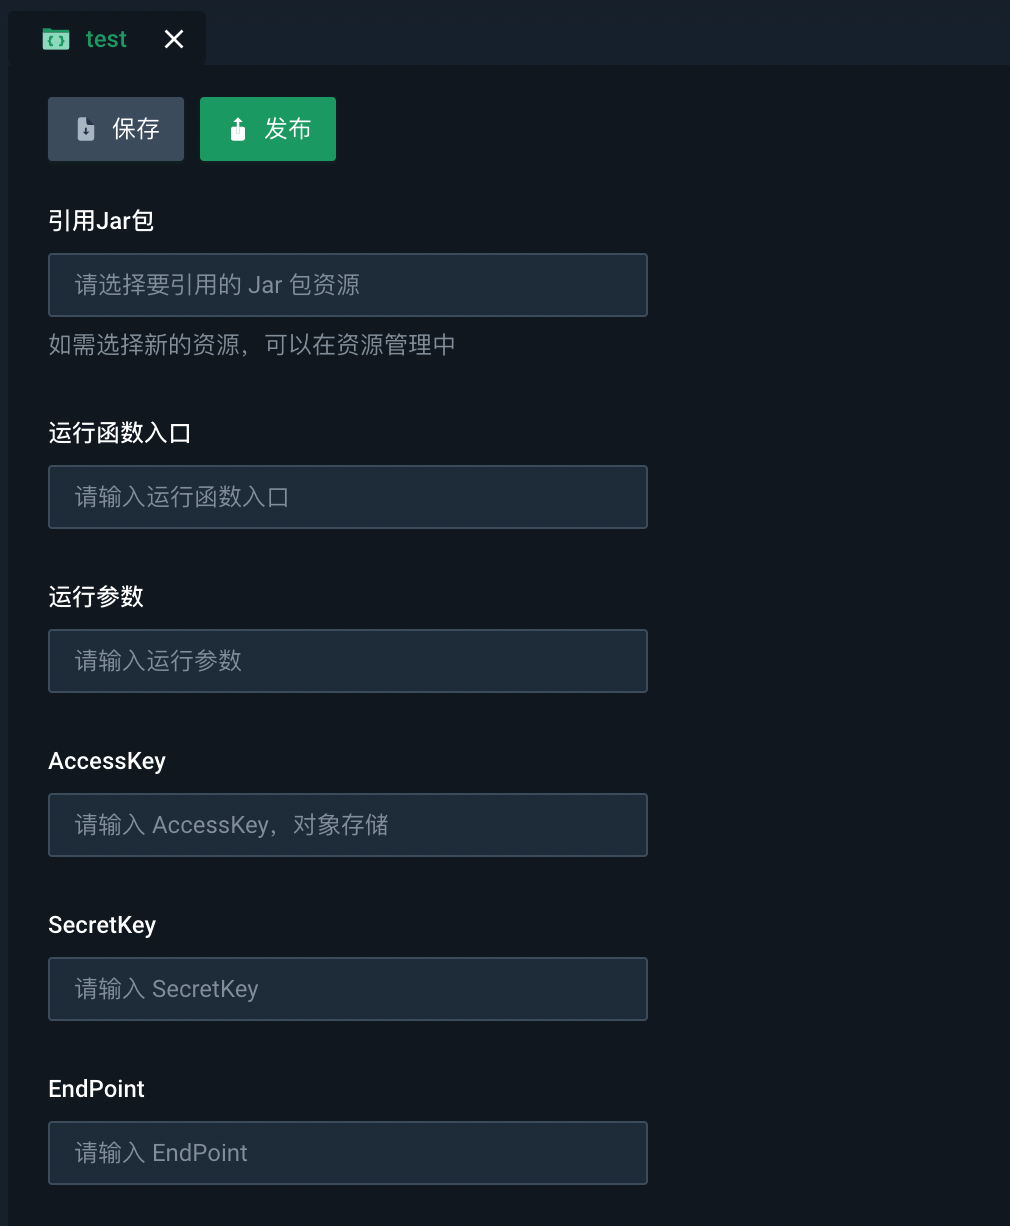 test
保存
发布
引用Jar包
请选择要引用的 Jar 包资源
如需选择新的资源，可以在资源管理中
运行函数入口
请输入运行函数入口
运行参数
请输入运行参数
AccessKey
请输入 AccessKey，对象存储
SecretKey
请输入 SecretKey
EndPoint
请输入 EndPoint